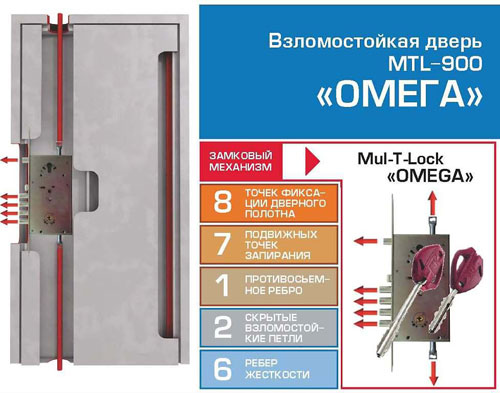 Взломостойкая дверь
MTL-900
«ОМЕГА»
ЗАМКОВЫЙ
МЕХАНИЗМ
Mul-T-Lock
«OMEGA»
8 ТОЧЕК ФИКСА-
ЦИИ ДВЕРНОГО
ПОЛОТНА
7 ПОДВИЖНЫХ
ТОЧЕК
ЗАПИРАНИЯ
1 ПРОТИВОСЬЕМ-
НОЕ РЕБРО
2 СКРЫТЫЕ
ВЗЛОМОСТОЙ-
КИЕ ПЕТЛИ
6 РЕБЕР
ЖЕСТКОСТИ